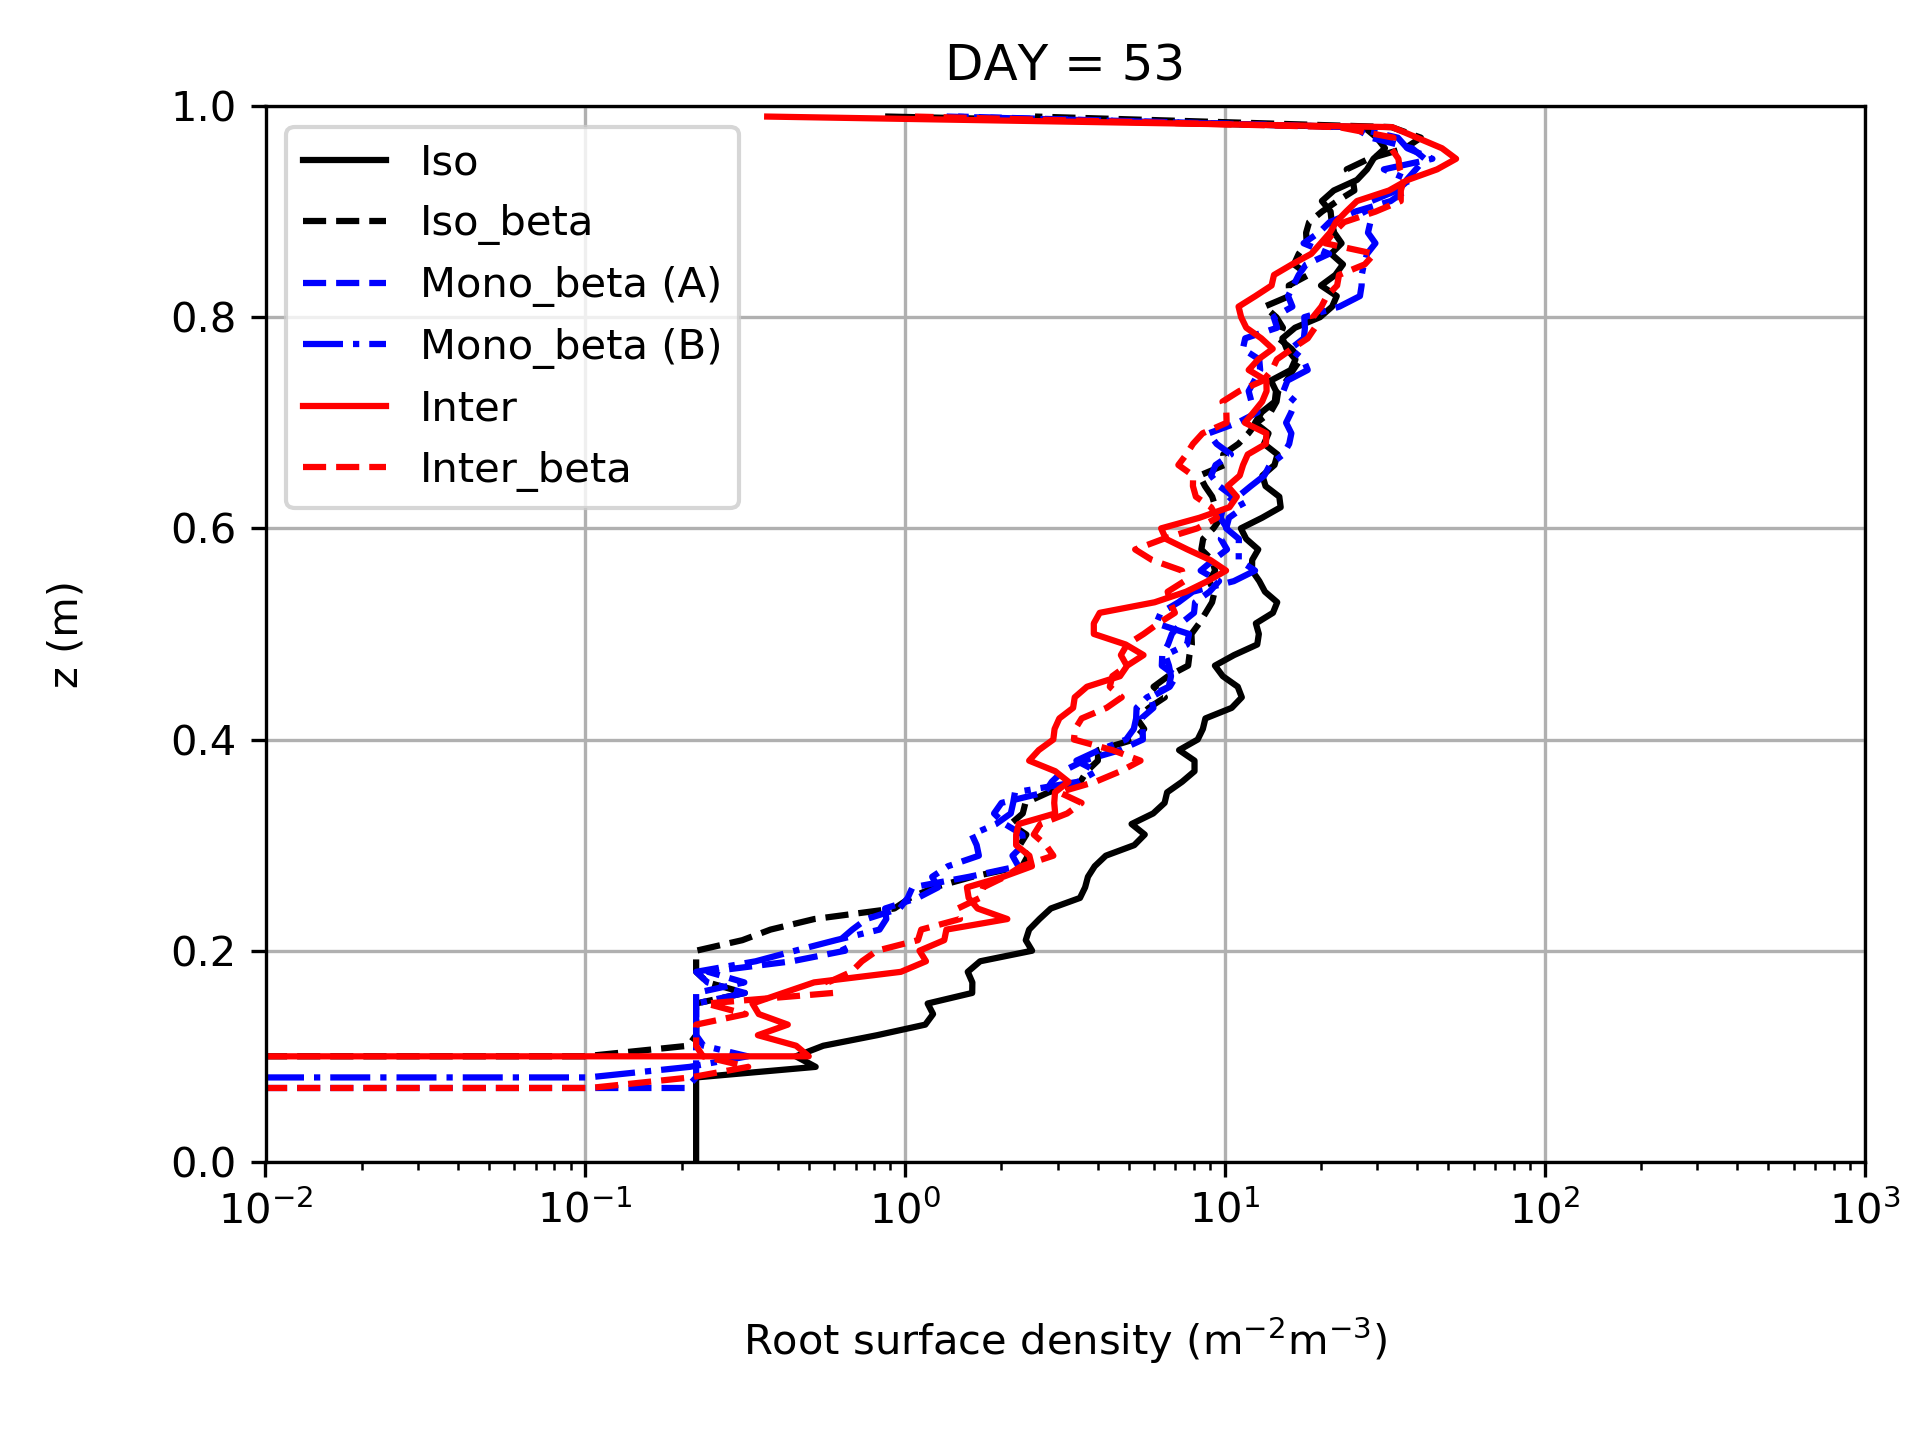 DAY = 53
1.0
0.8
0.6
0.4
0.2
0.0
z (m)
Iso
Iso_beta
Mono_beta (A)
Mono_beta (B)
Inter
Inter_beta
10⁻² 10⁻¹ 10⁰ 10¹ 10² 10³
Root surface density (m⁻²m⁻³)